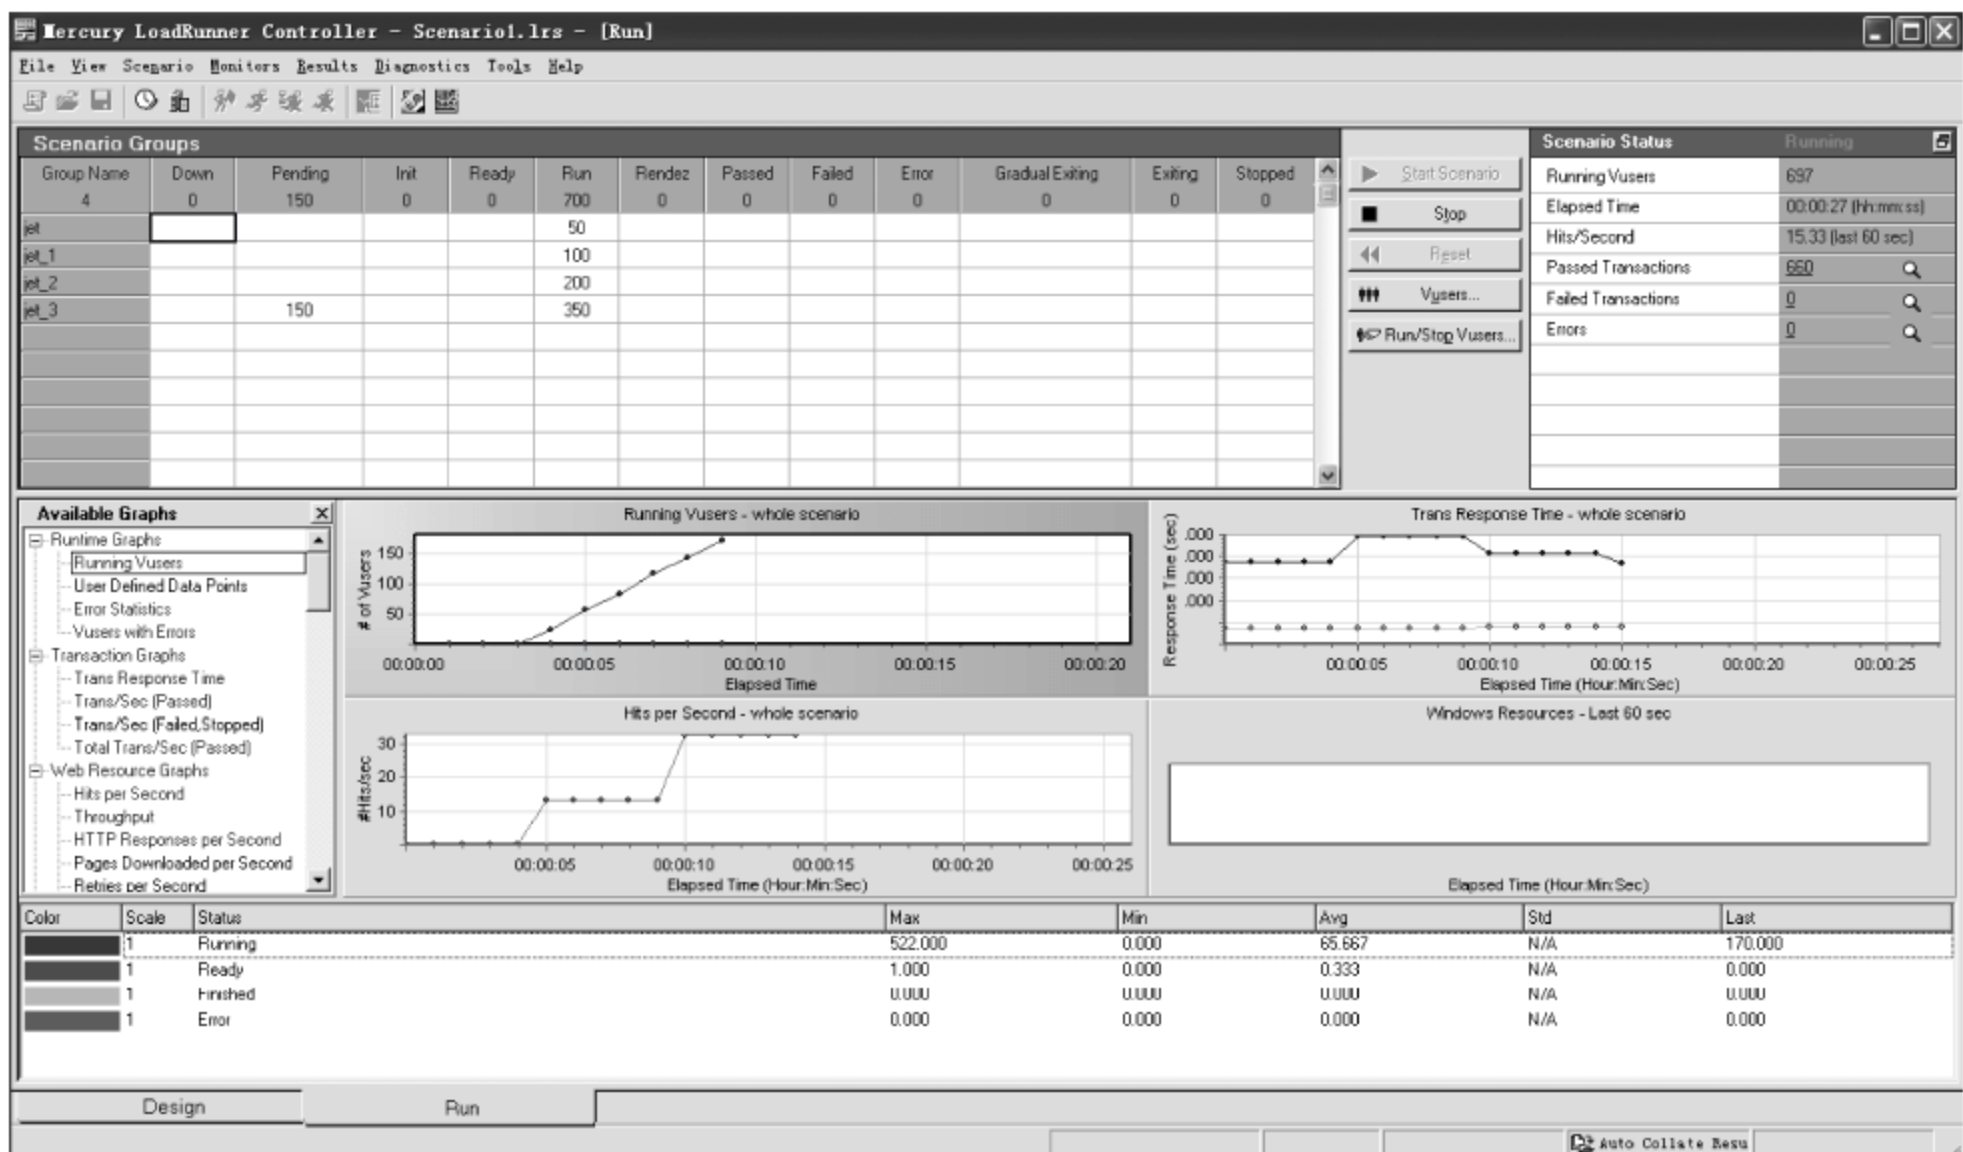 Mercury LoadRunner Controller - Scenario1.lrs - [Run]
File View Scenario Monitors Results Diagnostics Tools Help
Scenario Groups
Group Name Down Pending Init Ready Run Rendez Passed Failed Error Gradual Exiting Exiting Stopped
4 0 150 0 0 700 0 0 0 0 0 0 0
jet 50
jet_1 100
jet_2 200
jet_3 150 350
Start Scenario
Stop
Reset
Vusers...
Run/Stop Vusers...
Scenario Status Running
Running Vusers 697
Elapsed Time 00:00:27 (hh:mm:ss)
Hits/Second 15.33 (last 60 sec)
Passed Transactions 660
Failed Transactions 0
Errors 0
Available Graphs
Runtime Graphs
Running Vusers
User Defined Data Points
Error Statistics
Vusers with Errors
Transaction Graphs
Trans Response Time
Trans/Sec (Passed)
Trans/Sec (Failed,Stopped)
Total Trans/Sec (Passed)
Web Resource Graphs
Hits per Second
Throughput
HTTP Responses per Second
Pages Downloaded per Second
Retries per Second
Running Vusers - whole scenario
# of Vusers
150
100
50
00:00:00 00:00:05 00:00:10 00:00:15 00:00:20
Elapsed Time
Trans Response Time - whole scenario
Response Time (sec)
.000
.000
.000
.000
00:00:05 00:00:10 00:00:15 00:00:20 00:00:25
Elapsed Time (Hour:Min:Sec)
Hits per Second - whole scenario
#Hits/sec
30
20
10
00:00:05 00:00:10 00:00:15 00:00:20 00:00:25
Elapsed Time (Hour:Min:Sec)
Windows Resources - Last 60 sec
Elapsed Time (Hour:Min:Sec)
Color Scale Status Max Min Avg Std Last
1 Running 522.000 0.000 65.667 N/A 170.000
1 Ready 1.000 0.000 0.333 N/A 0.000
1 Finished 0.000 0.000 0.000 N/A 0.000
1 Error 0.000 0.000 0.000 N/A 0.000
Design Run
Auto Collate Resu